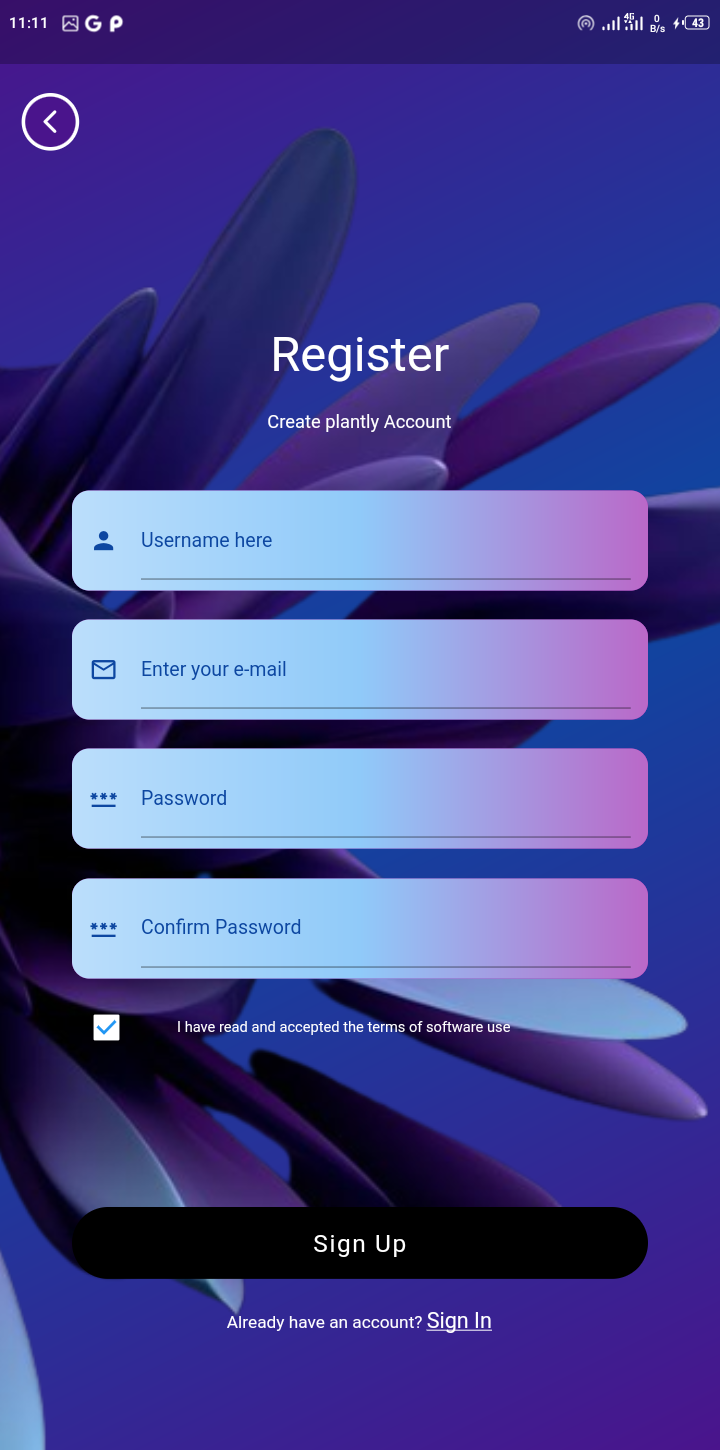 11:11 4G 0 B/s 43
Register
Create plantly Account
Username here
Enter your e-mail
*** Password
*** Confirm Password
I have read and accepted the terms of software use
Sign Up
Already have an account? Sign In